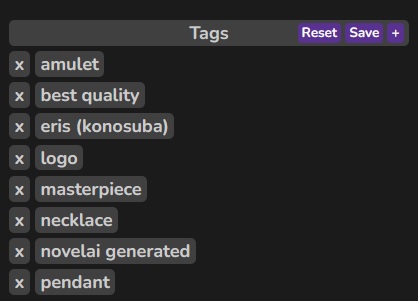 Tags Reset Save +
x amulet
x best quality
x eris (konosuba)
x logo
x masterpiece
x necklace
x novelai generated
x pendant